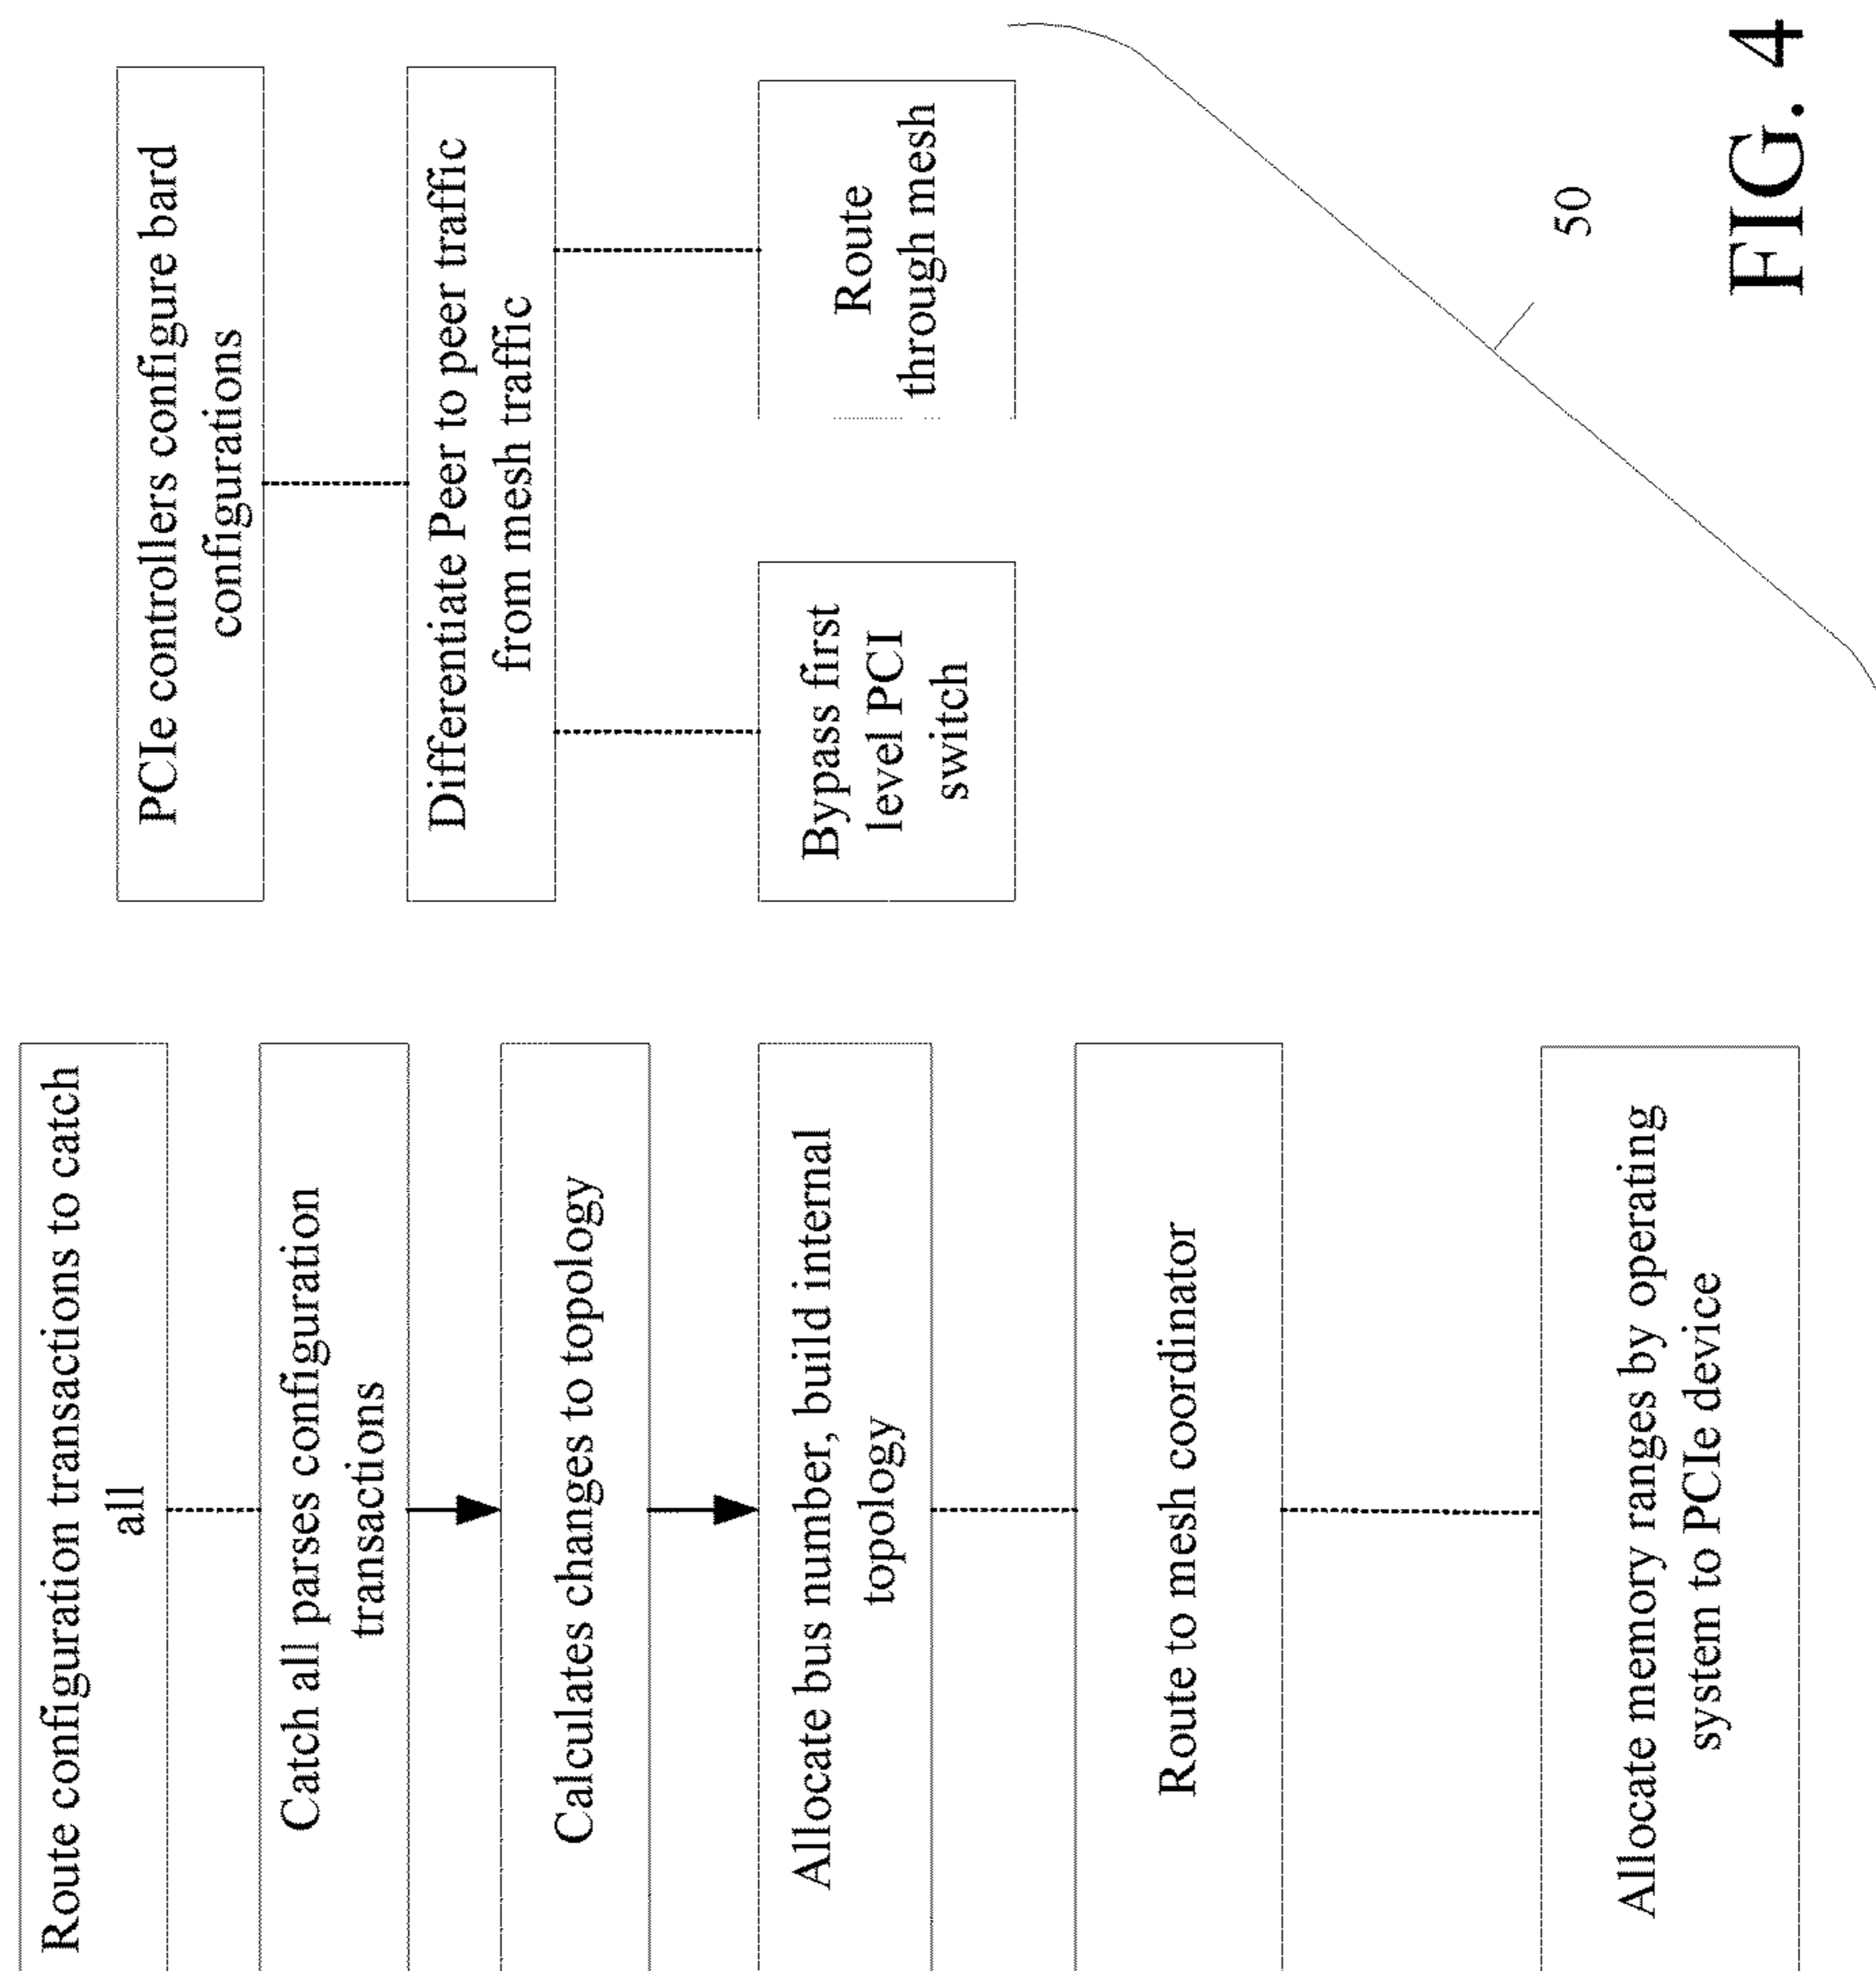 Route configuration transactions to catch
all
Catch all parses configuration
transactions
Calculates changes to topology
Allocate bus number, build internal
topology
Route to mesh coordinator
Allocate memory ranges by operating
system to PCIe device
PCIe controllers configure bard
configurations
Differentiate Peer to peer traffic
from mesh traffic
Bypass first
level PCI
switch
Route
through mesh
50
FIG. 4